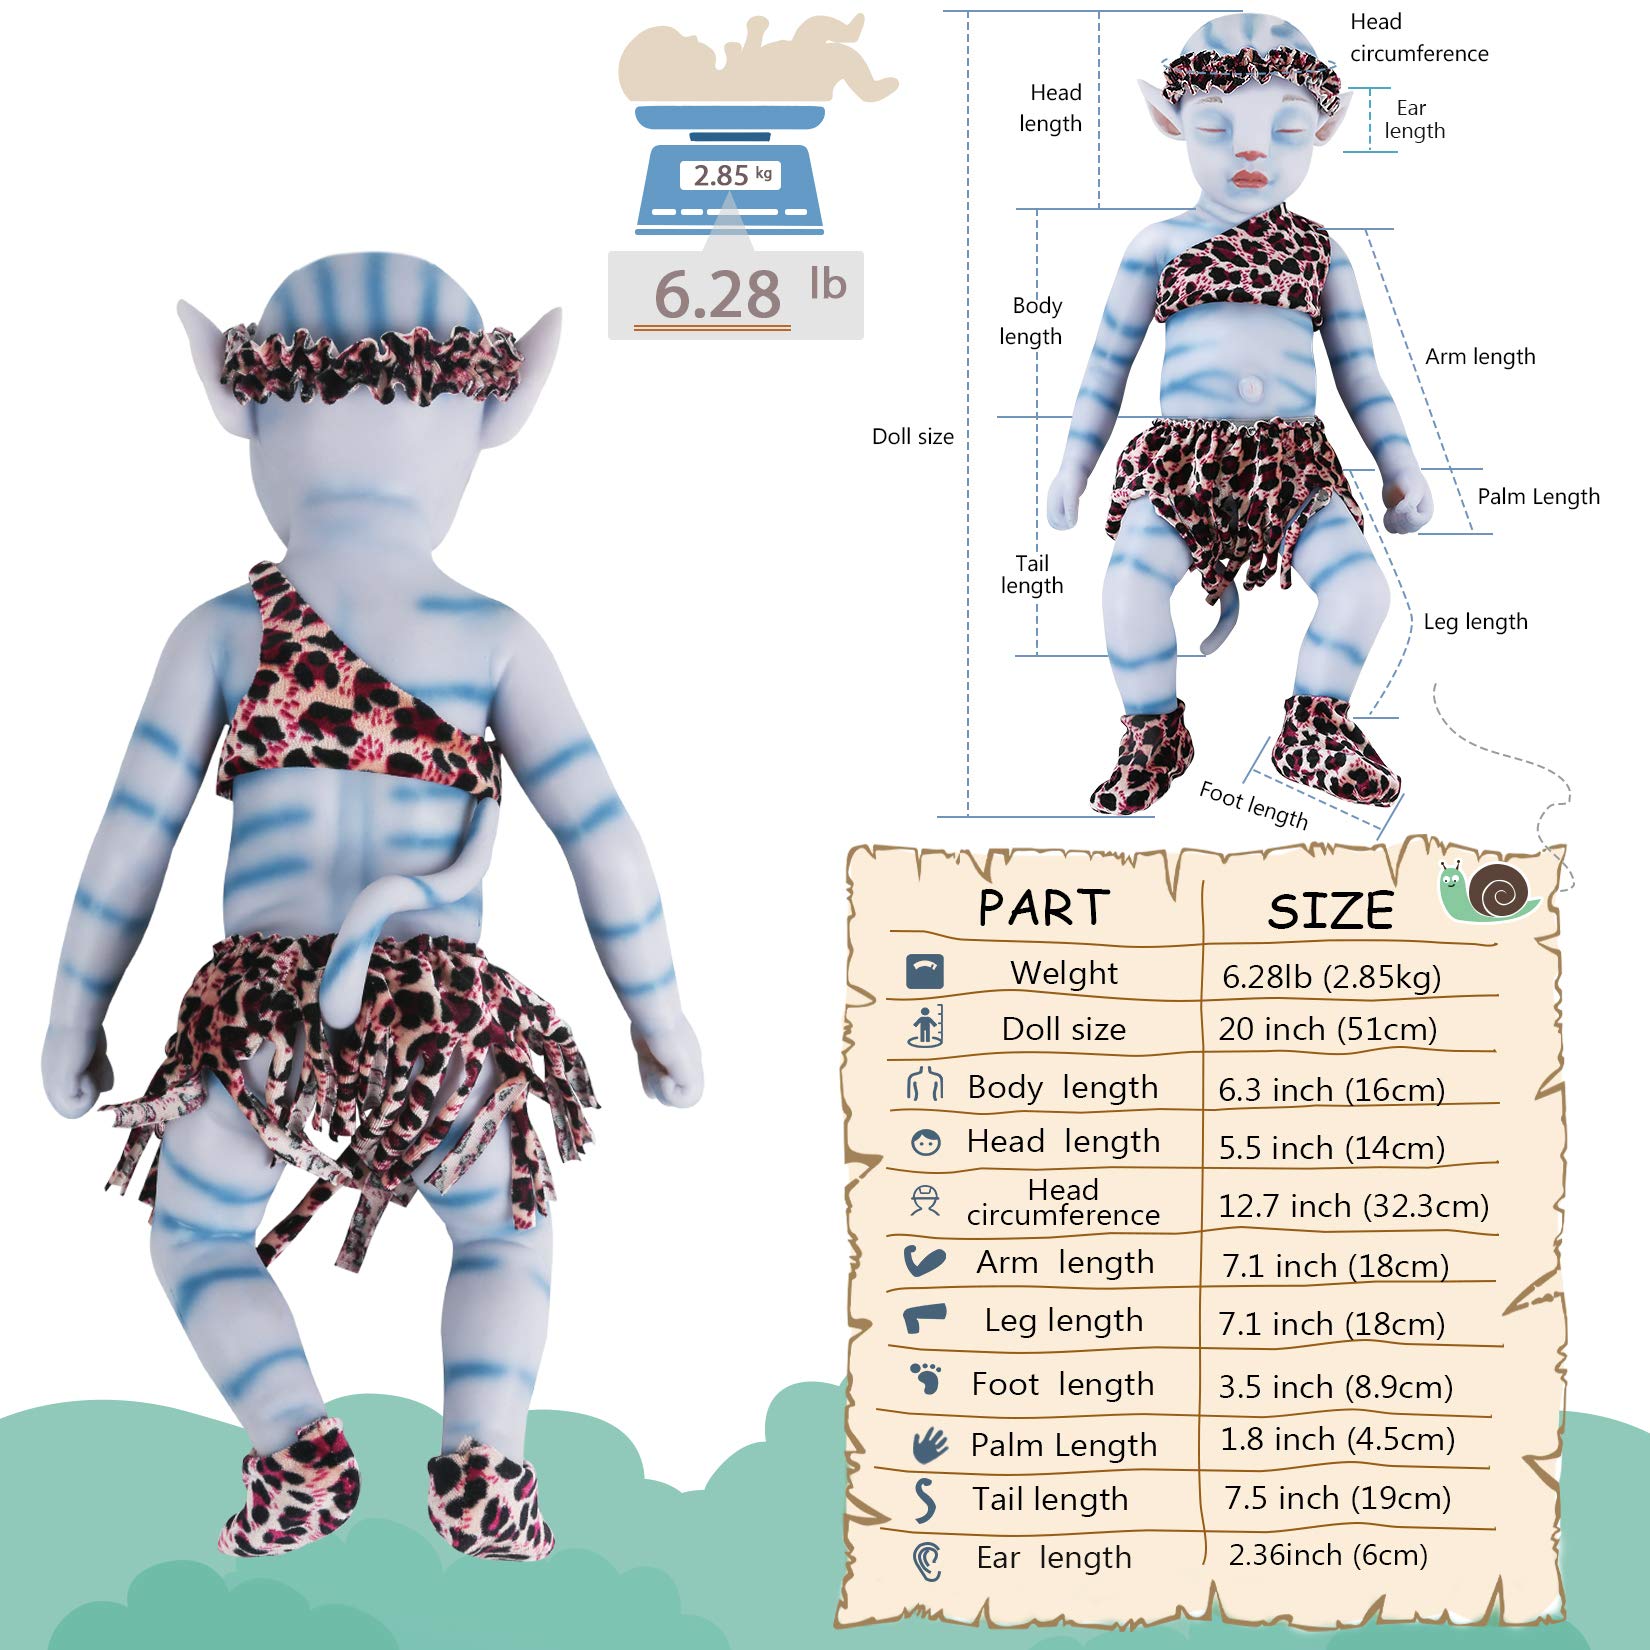 2.85 kg
6.28 lb
Head
circumference
Head
length
Ear
length
Body
length
Arm length
Doll size
Palm Length
Tail
length
Leg length
Foot length
PART SIZE
Welght 6.28lb (2.85kg)
Doll size 20 inch (51cm)
Body length 6.3 inch (16cm)
Head length 5.5 inch (14cm)
Head
circumference 12.7 inch (32.3cm)
Arm length 7.1 inch (18cm)
Leg length 7.1 inch (18cm)
Foot length 3.5 inch (8.9cm)
Palm Length 1.8 inch (4.5cm)
Tail length 7.5 inch (19cm)
Ear length 2.36inch (6cm)